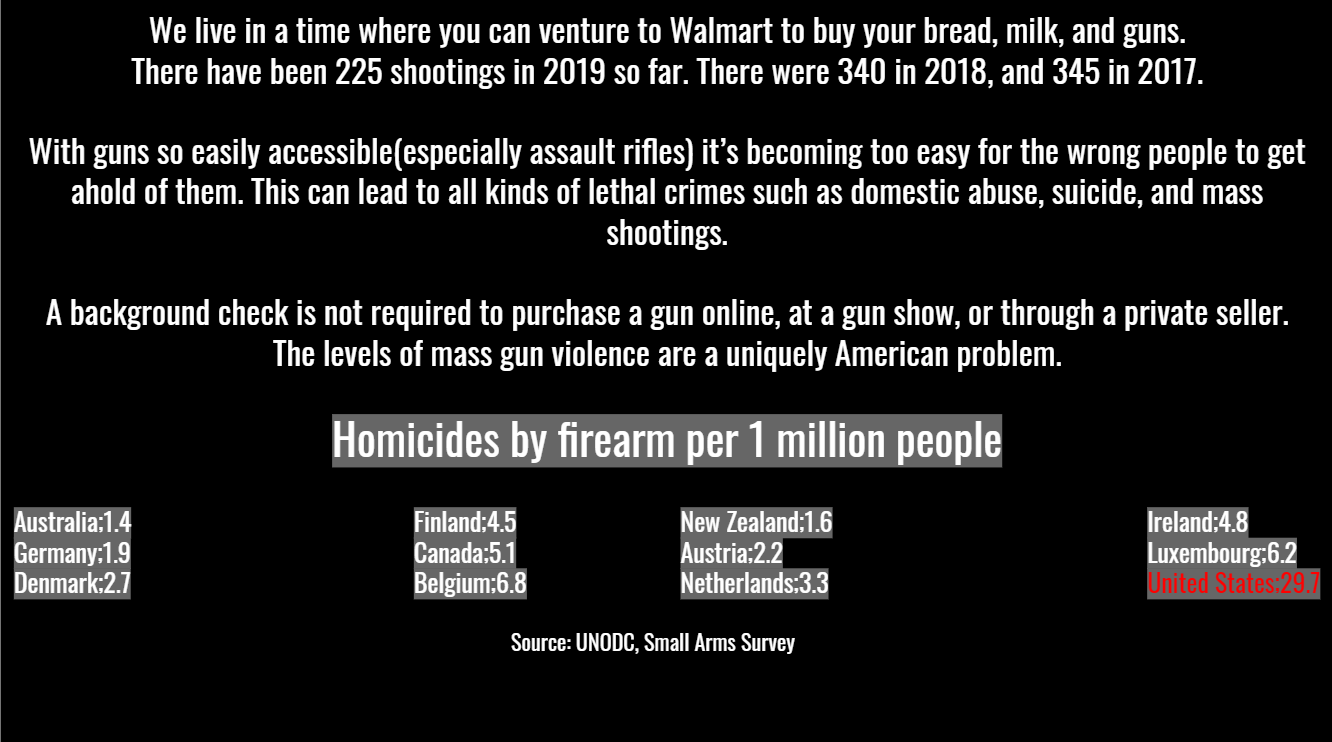 We live in a time where you can venture to Walmart to buy your bread, milk, and guns.
There have been 225 shootings in 2019 so far. There were 340 in 2018, and 345 in 2017.
With guns so easily accessible(especially assault rifles) it’s becoming too easy for the wrong people to get
ahold of them. This can lead to all kinds of lethal crimes such as domestic abuse, suicide, and mass
shootings.
A background check is not required to purchase a gun online, at a gun show, or through a private seller.
The levels of mass gun violence are a uniquely American problem.
Homicides by firearm per 1 million people
Australia;1.4
Germany;1.9
Denmark;2.7
Finland;4.5
Canada;5.1
Belgium;6.8
New Zealand;1.6
Austria;2.2
Netherlands;3.3
Ireland;4.8
Luxembourg;6.2
United States;29.7
Source: UNODC, Small Arms Survey